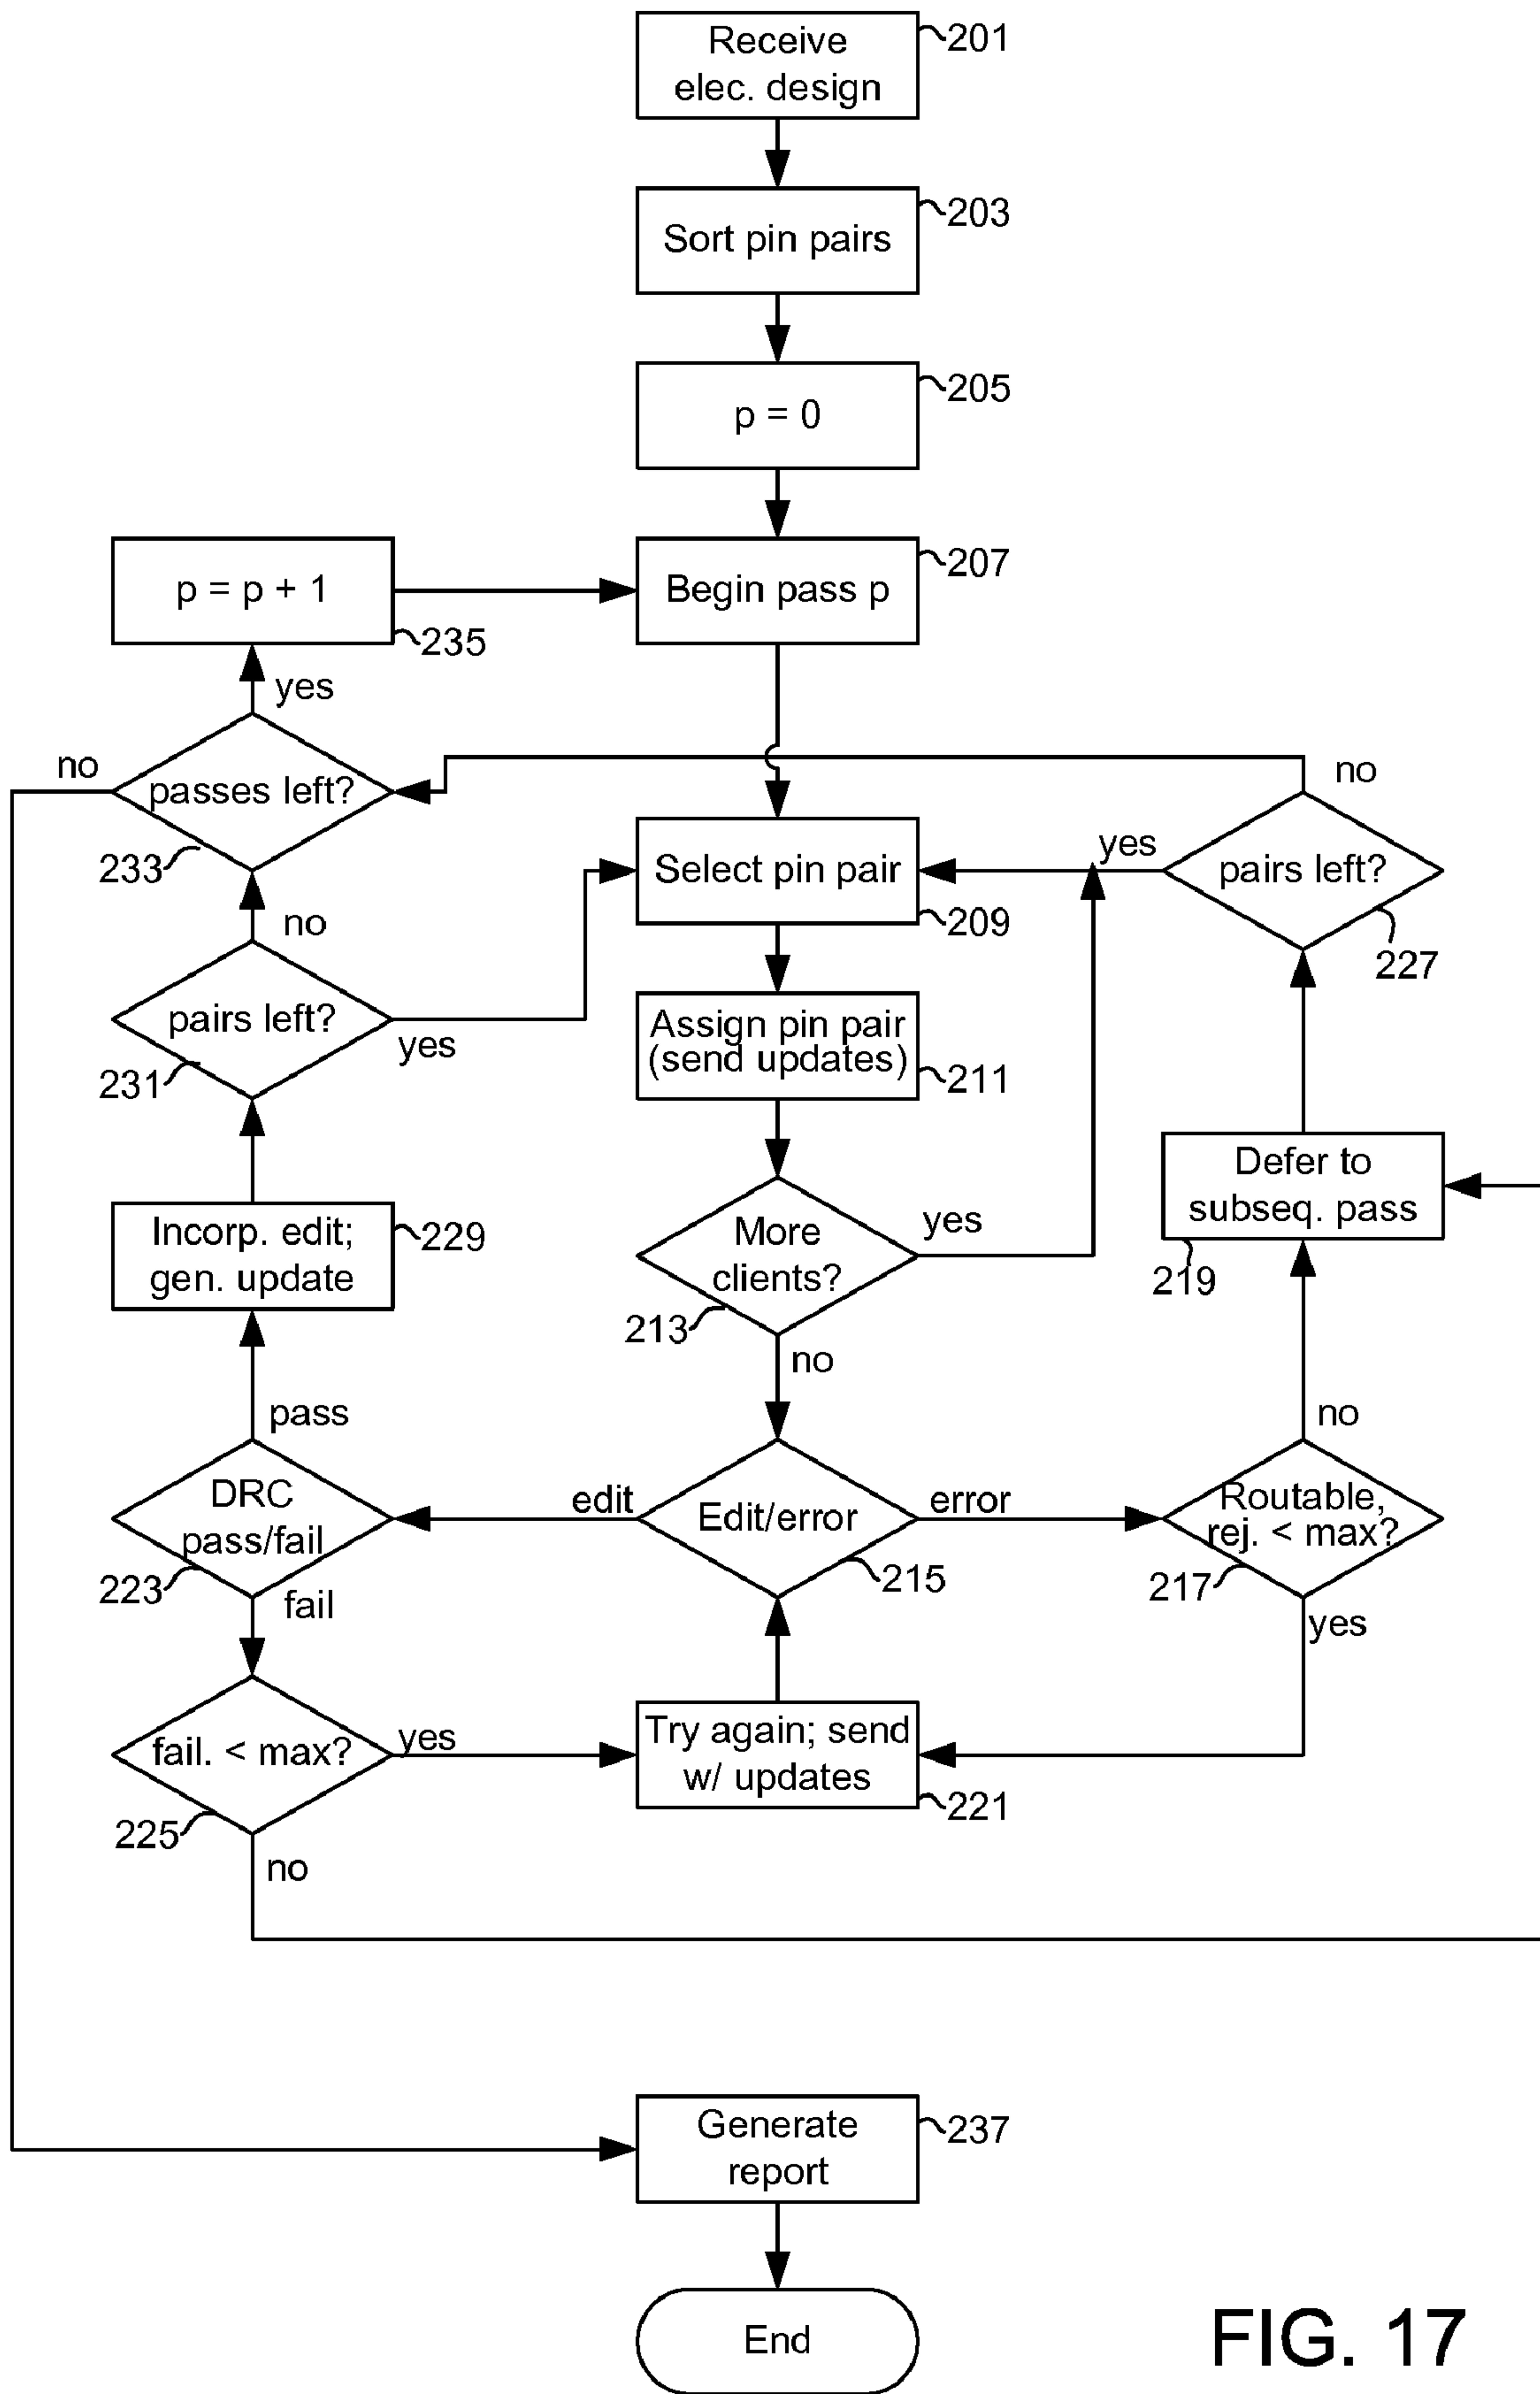 Receive
elec. design
201
Sort pin pairs
203
p = 0
205
p = p + 1
235
Begin pass p
207
yes
no
passes left?
233
no
pairs left?
227
yes
Select pin pair
209
no
pairs left?
231
yes
Assign pin pair
(send updates)
211
Defer to
subseq. pass
219
Incorp. edit;
gen. update
229
More
clients?
213
yes
no
pass
DRC
pass/fail
223
fail
edit
Edit/error
215
error
no
Routable,
rej. < max?
217
yes
fail. < max?
225
yes
no
Try again; send
w/ updates
221
Generate
report
237
End
FIG. 17